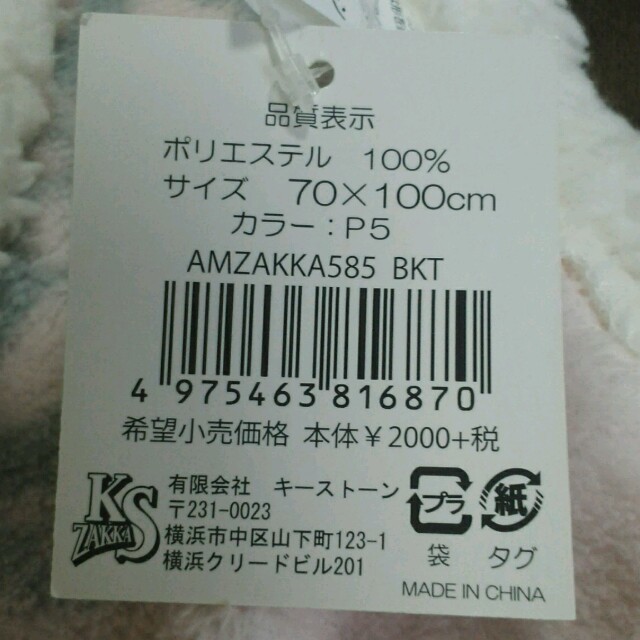 品質表示
ポリエステル 100%
サイズ 70×100cm
カラー：P5
AMZAKKA585 BKT
4 975463 816870
希望小売価格 本体￥2000+税
KS
ZAKKA
有限会社 キーストーン
〒231-0023
横浜市中区山下町123-1
横浜クリードビル201
プラ
袋
紙
タグ
MADE IN CHINA